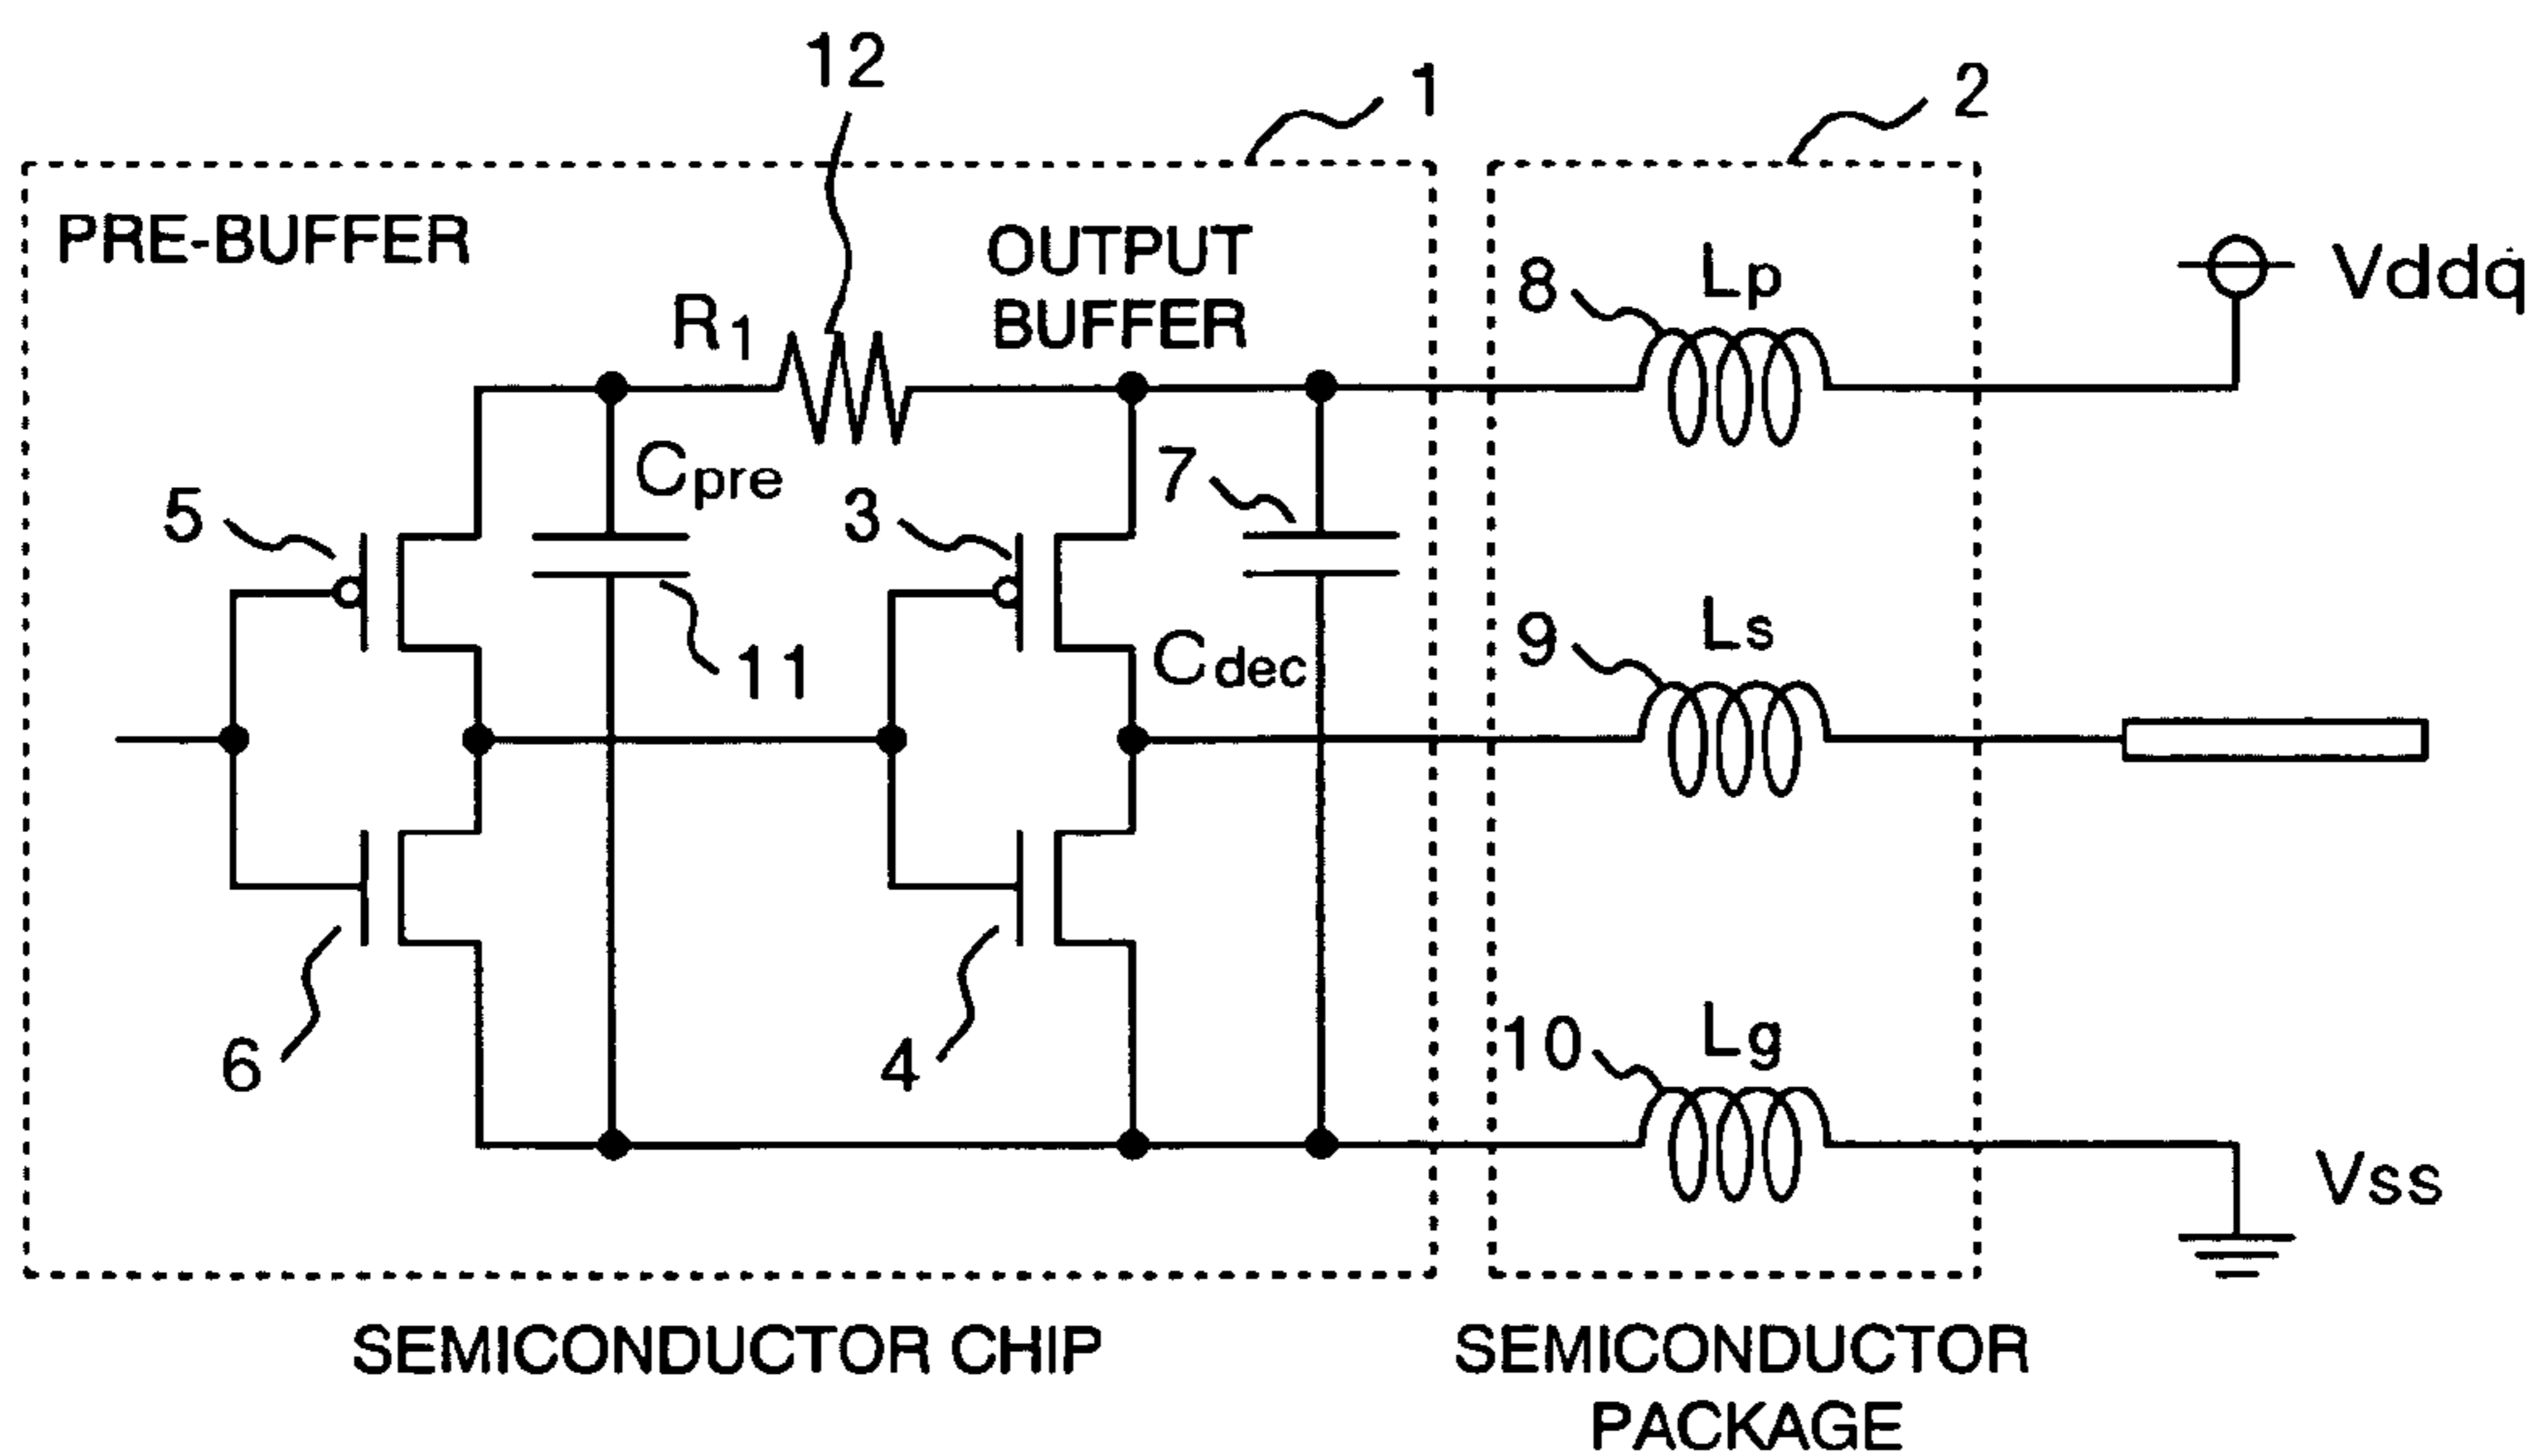 12
1
2
PRE-BUFFER
OUTPUT
BUFFER
R1
8
Lp
Vddq
Cpre
5
3
7
11
Cdec
9
Ls
6
4
10
Lg
Vss
SEMICONDUCTOR CHIP
SEMICONDUCTOR
PACKAGE